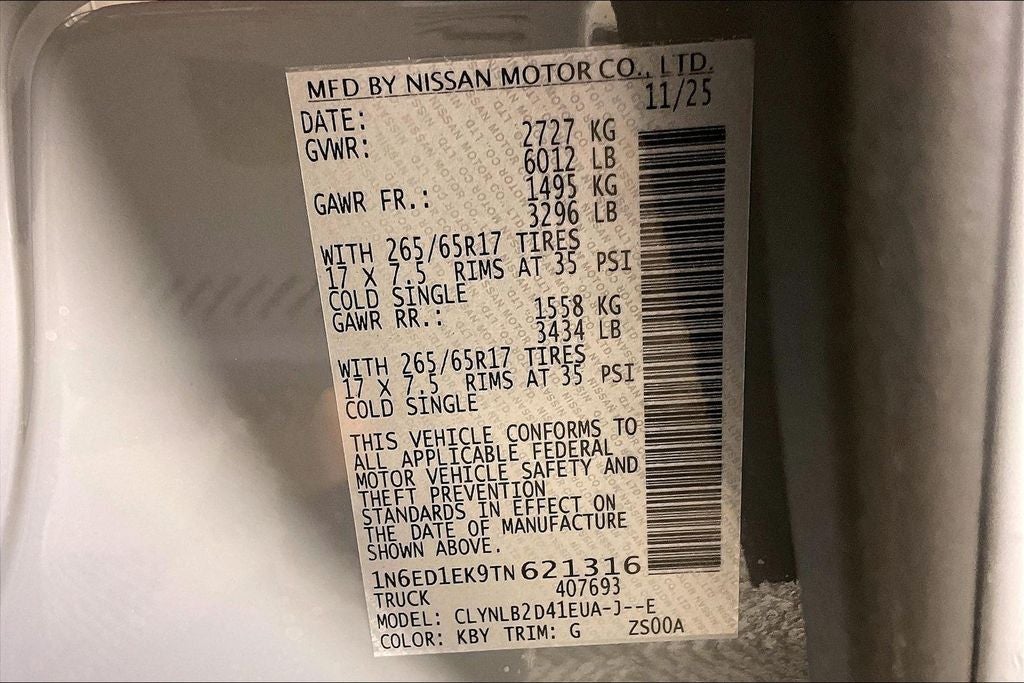 MFD BY NISSAN MOTOR CO., LTD.
DATE: 11/25
GVWR: 2727 KG
6012 LB
GAWR FR.: 1495 KG
3296 LB
WITH 265/65R17 TIRES
17 X 7.5 RIMS AT 35 PSI
COLD SINGLE
GAWR RR.: 1558 KG
3434 LB
WITH 265/65R17 TIRES
17 X 7.5 RIMS AT 35 PSI
COLD SINGLE
THIS VEHICLE CONFORMS TO
ALL APPLICABLE FEDERAL
MOTOR VEHICLE SAFETY AND
THEFT PREVENTION
STANDARDS IN EFFECT ON
THE DATE OF MANUFACTURE
SHOWN ABOVE.
1N6ED1EK9TN621316
TRUCK 407693
MODEL: CLYNLB2D41EUA-J--E
COLOR: KBY TRIM: G ZS00A